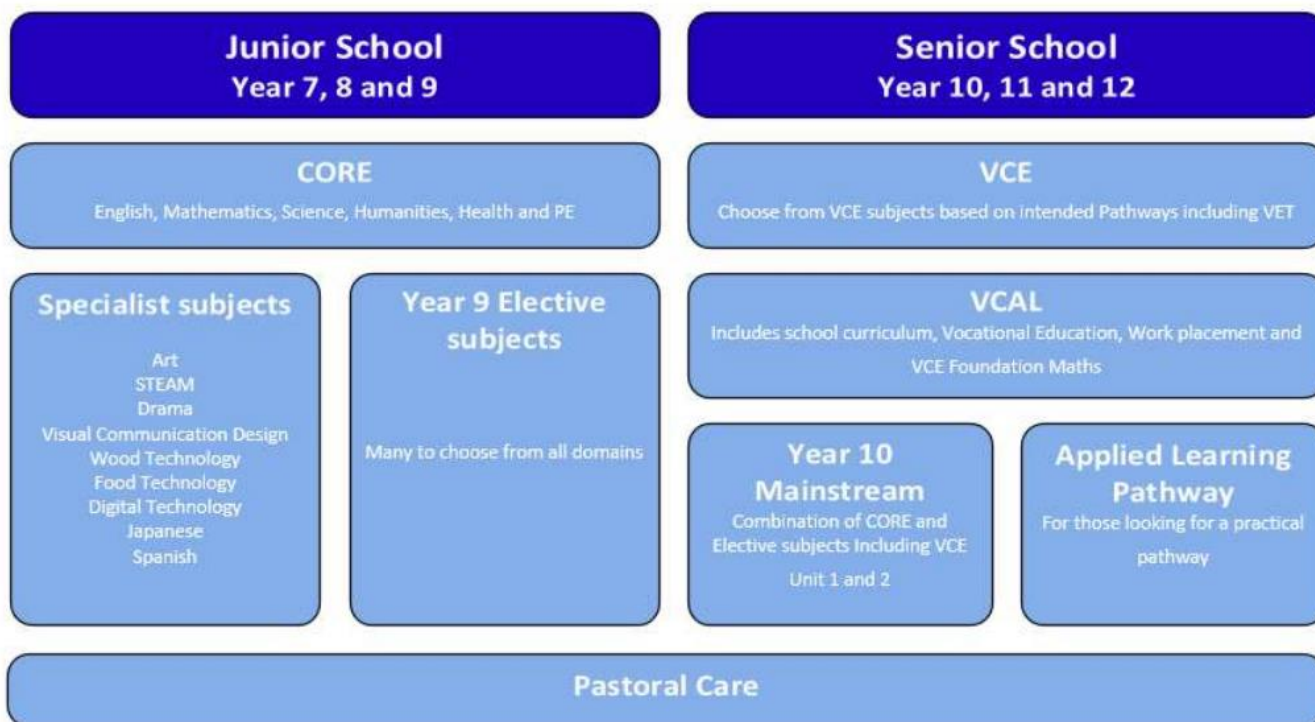 Junior School
Year 7, 8 and 9
Senior School
Year 10, 11 and 12
CORE
English, Mathematics, Science, Humanities, Health and PE
VCE
Choose from VCE subjects based on intended Pathways including VET
Specialist subjects
Art
STEAM
Drama
Visual Communication Design
Wood Technology
Food Technology
Digital Technology
Japanese
Spanish
Year 9 Elective
subjects
Many to choose from all domains
VCAL
Includes school curriculum, Vocational Education, Work placement and
VCE Foundation Maths
Year 10
Mainstream
Combination of CORE and
Elective subjects Including VCE
Unit 1 and 2
Applied Learning
Pathway
For those looking for a practical
pathway
Pastoral Care